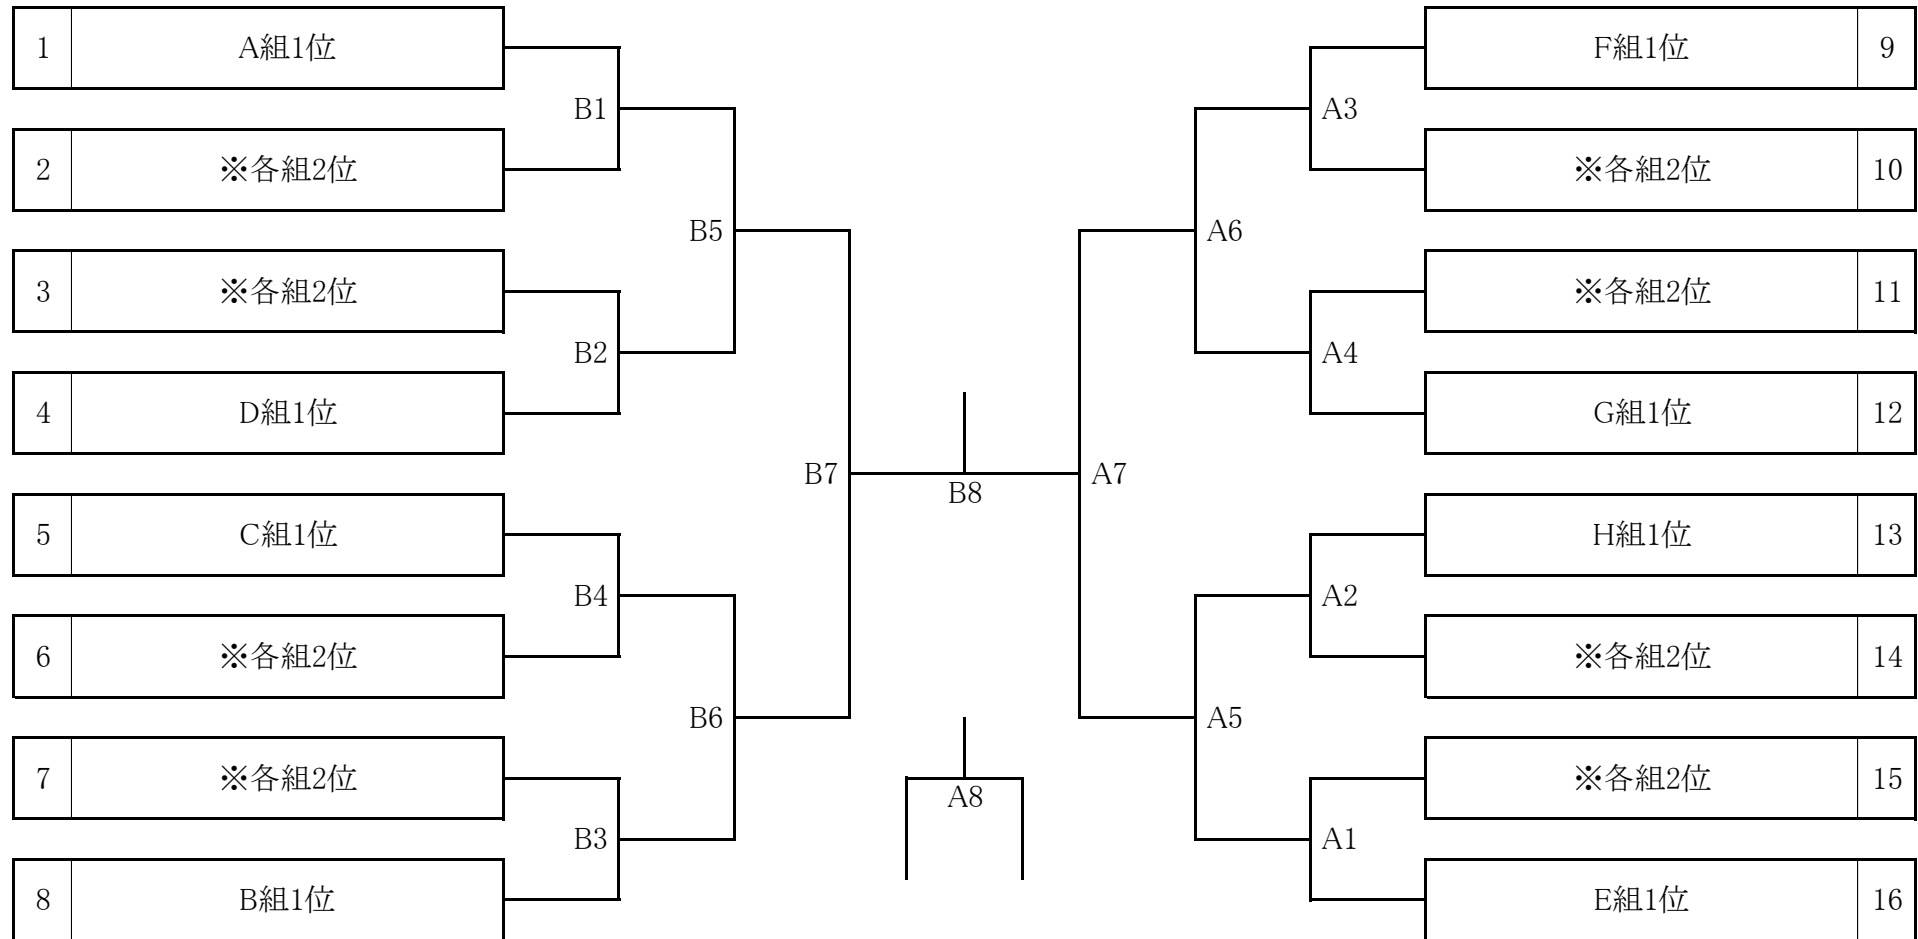 1 A組1位
B1
2 ※各組2位
B5
3 ※各組2位
B2
4 D組1位
B7
5 C組1位
B4
6 ※各組2位
B6
7 ※各組2位
B3
8 B組1位
B8
A8
F組1位 9
A3
※各組2位 10
A6
※各組2位 11
A4
G組1位 12
A7
H組1位 13
A2
※各組2位 14
A5
※各組2位 15
A1
E組1位 16